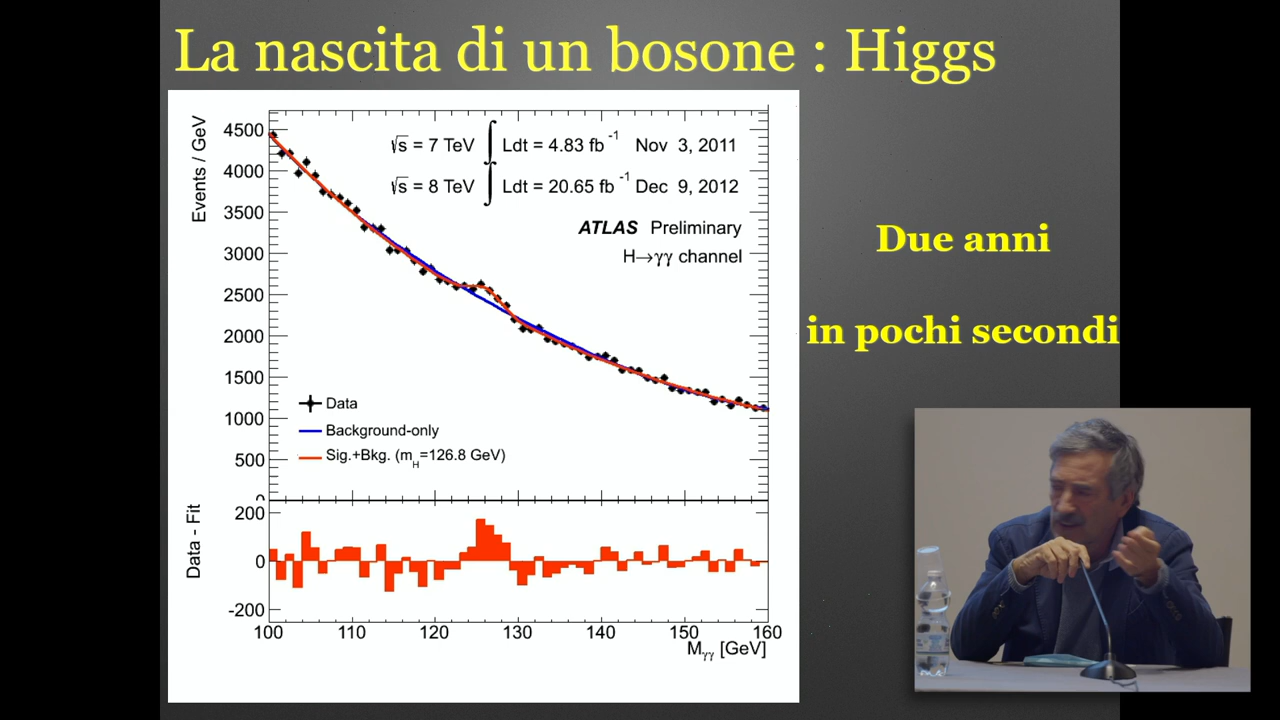 La nascita di un bosone : Higgs
Events / GeV
4500
4000
3500
3000
2500
2000
1500
1000
500
0
√s = 7 TeV ∫ Ldt = 4.83 fb⁻¹ Nov 3, 2011
√s = 8 TeV ∫ Ldt = 20.65 fb⁻¹ Dec 9, 2012
ATLAS Preliminary
H→γγ channel
Data
Background-only
Sig.+Bkg. (m_H=126.8 GeV)
Data - Fit
200
0
-200
100 110 120 130 140 150 160
M_γγ [GeV]
Due anni
in pochi secondi